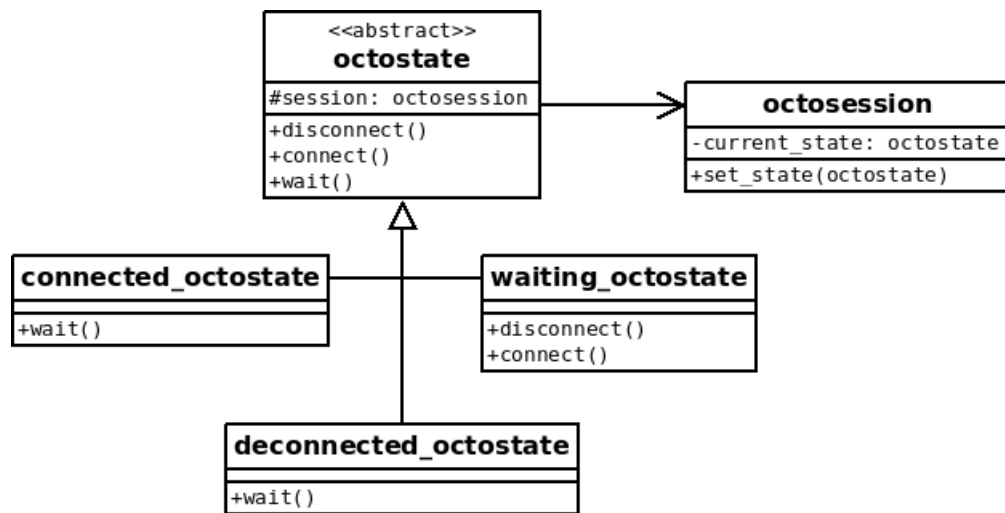 <<abstract>>
octostate
#session: octosession
+disconnect()
+connect()
+wait()
octosession
-current_state: octostate
+set_state(octostate)
connected_octostate
+wait()
waiting_octostate
+disconnect()
+connect()
deconnected_octostate
+wait()